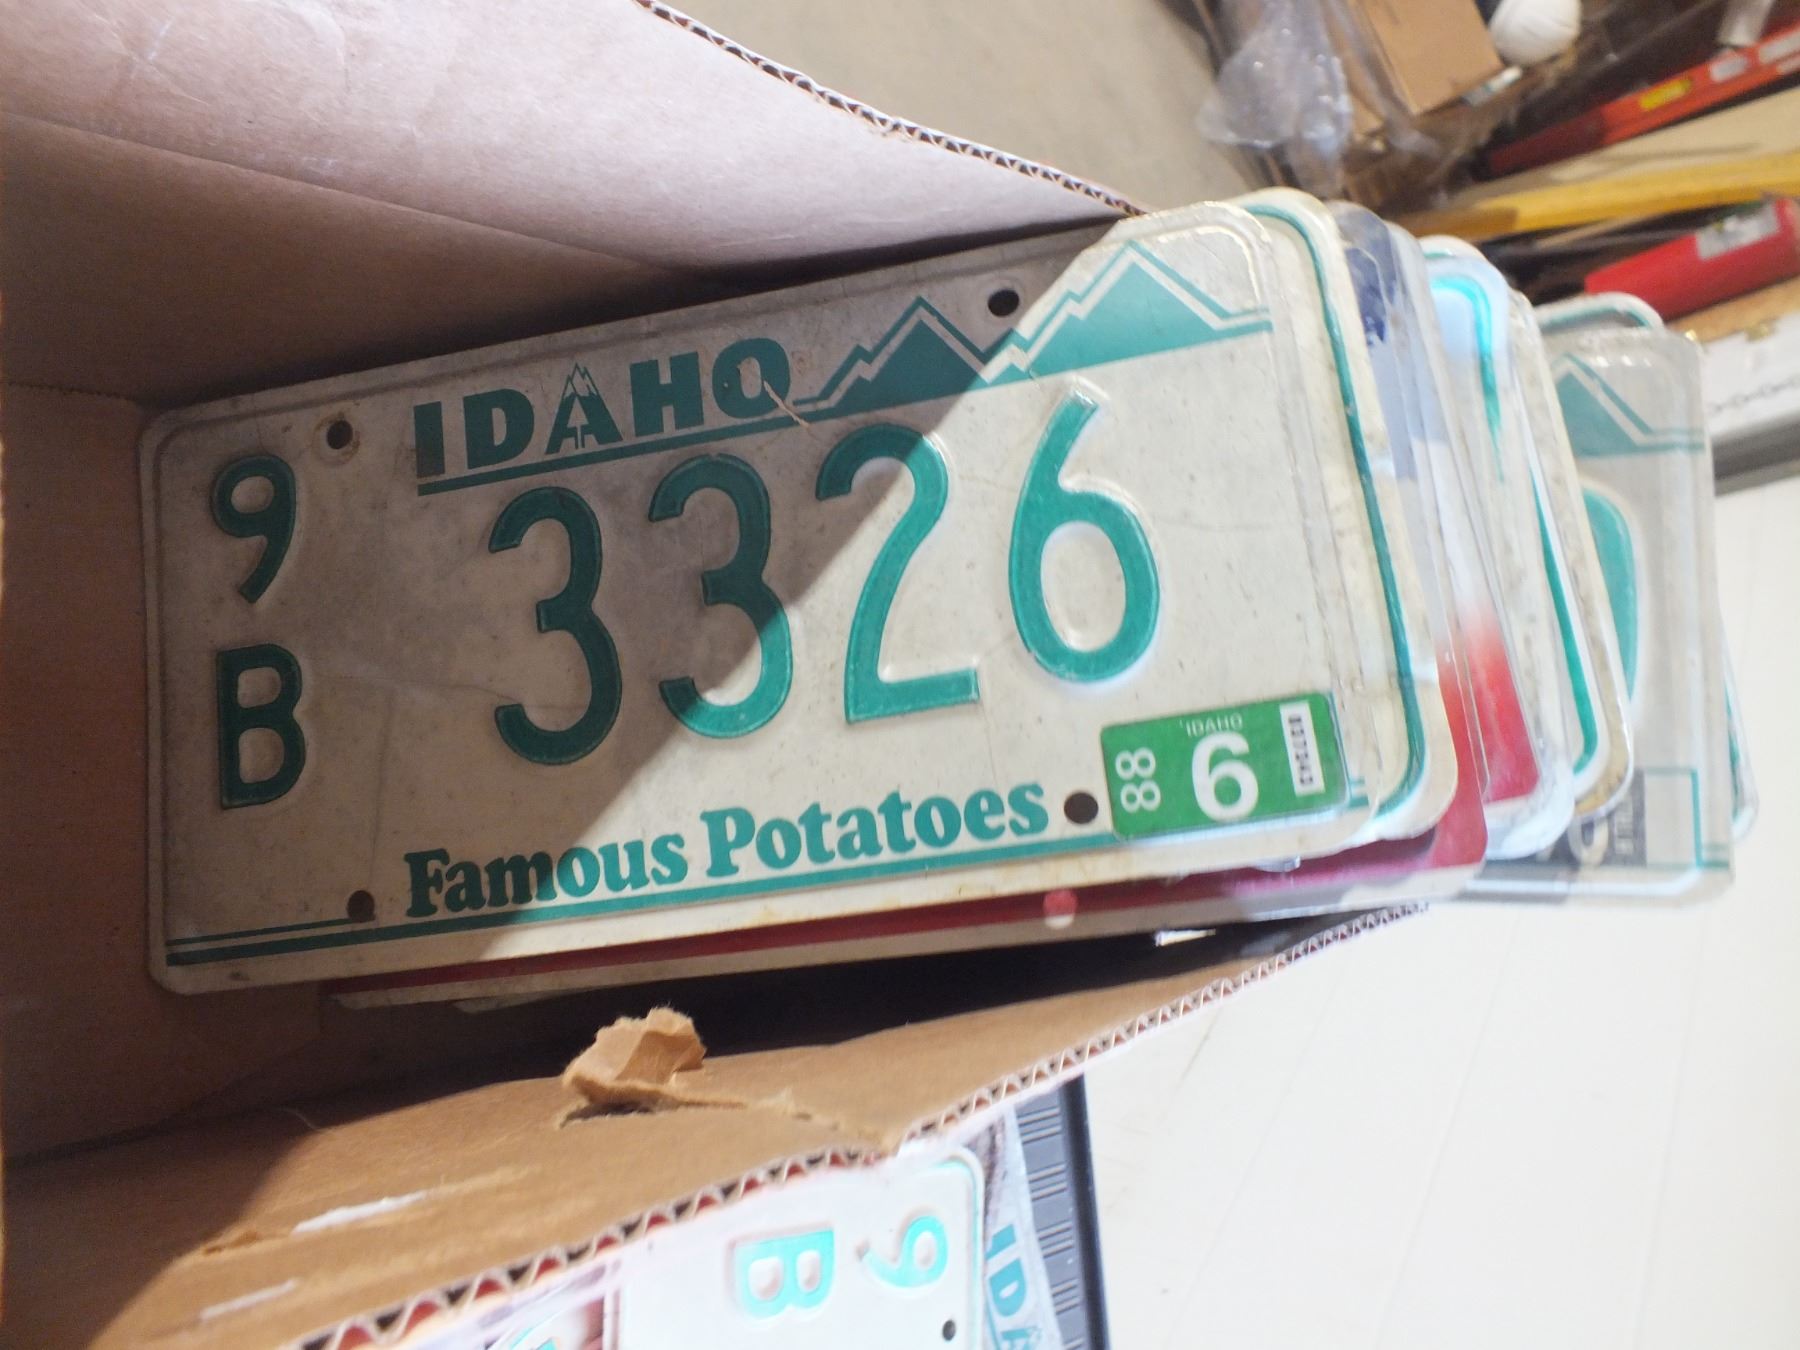 IDAHO
9
B
3326
Famous Potatoes
88
IDAHO
6
9
B
IDA